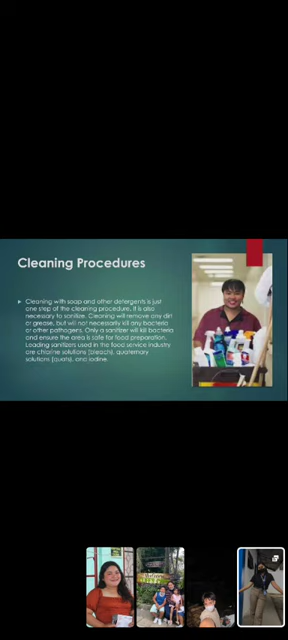 Cleaning Procedures
Cleaning with soap and other detergents is just
one step of the cleaning procedure. It is also
necessary to sanitize. Cleaning will remove any dirt
or grease, but will not necessarily kill any bacteria
or other pathogens. Only a sanitizer will kill bacteria
and ensure the area is safe for food preparation.
Leading sanitizers used in the food service industry
are chlorine solutions (bleach), quaternary
solutions (quats), and iodine.